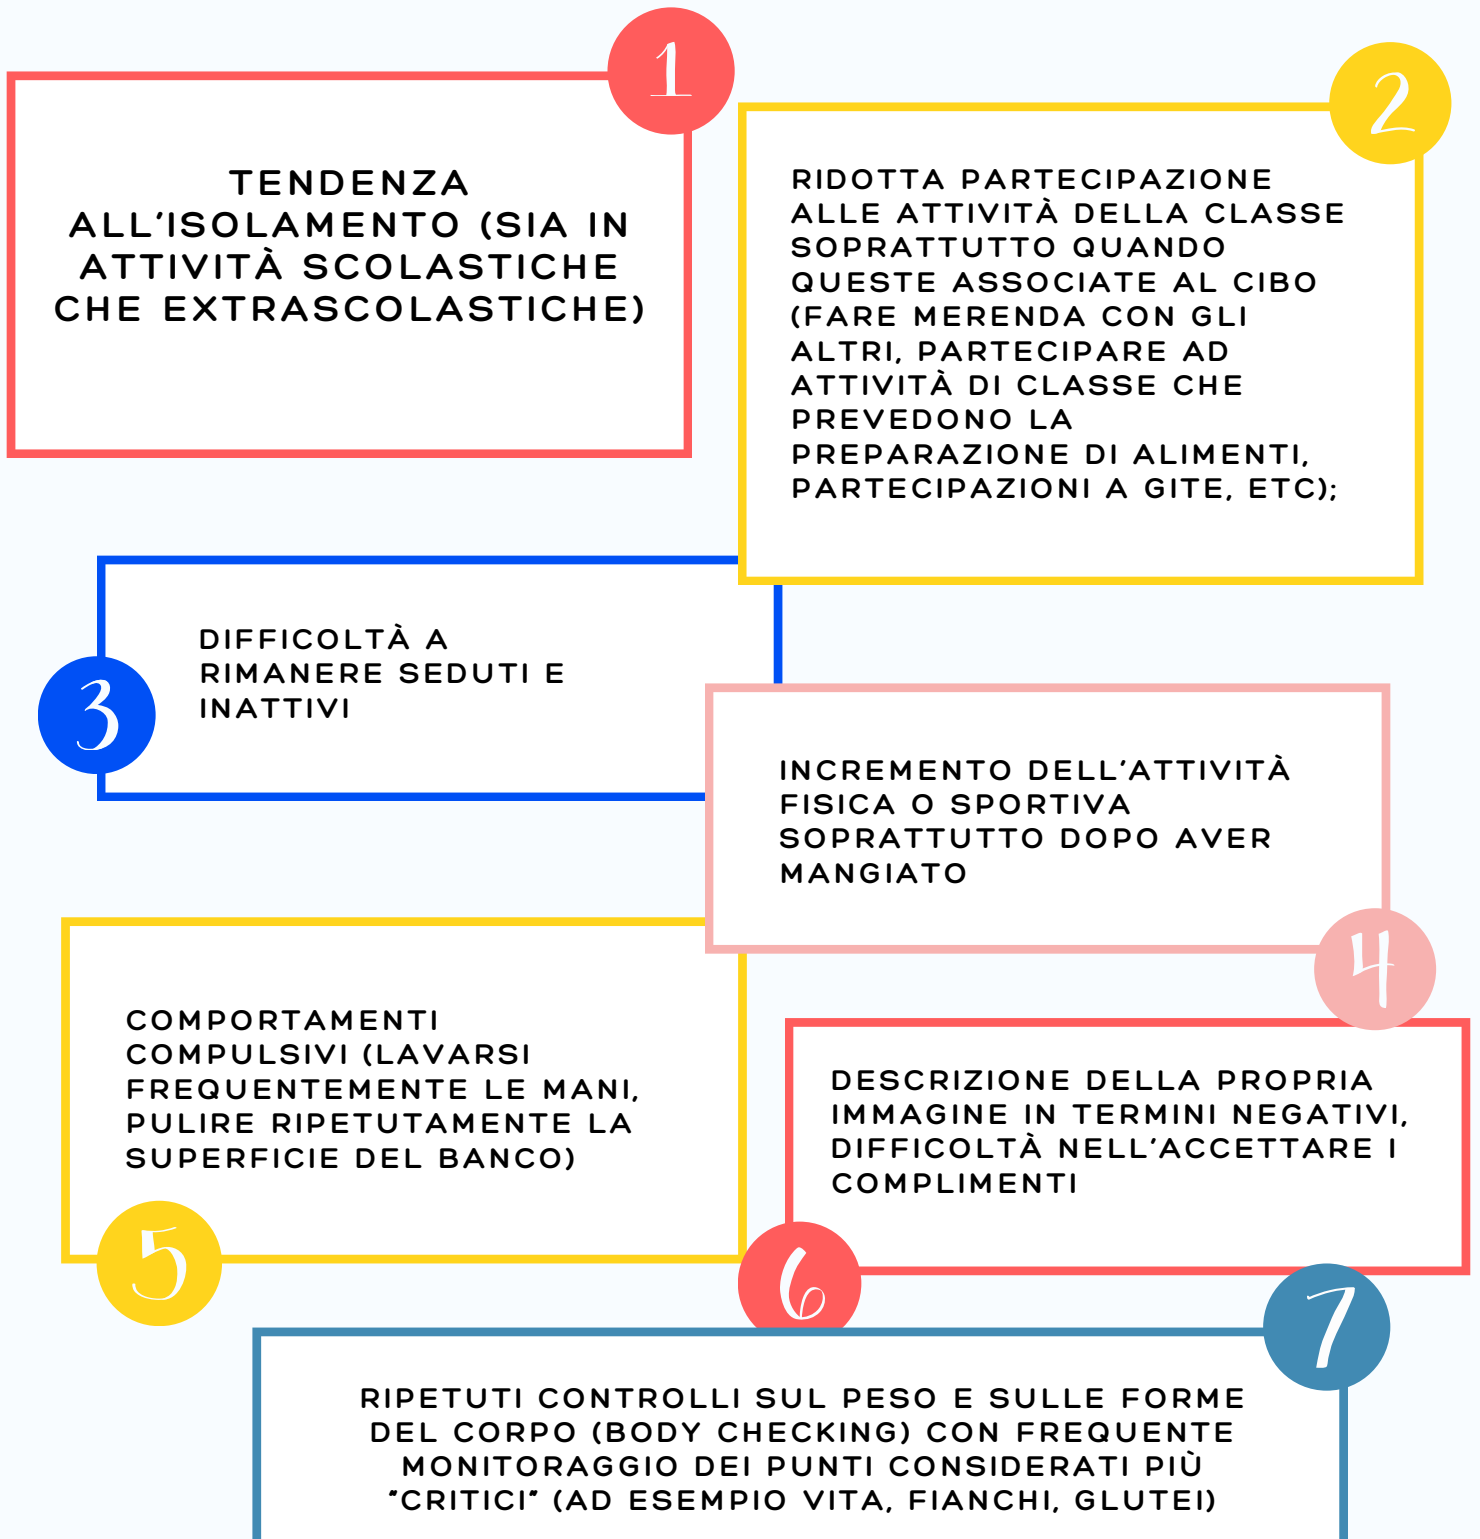 1
TENDENZA
ALL'ISOLAMENTO (SIA IN
ATTIVITÀ SCOLASTICHE
CHE EXTRASCOLASTICHE)
2
RIDOTTA PARTECIPAZIONE
ALLE ATTIVITÀ DELLA CLASSE
SOPRATTUTTO QUANDO
QUESTE ASSOCIATE AL CIBO
(FARE MERENDA CON GLI
ALTRI, PARTECIPARE AD
ATTIVITÀ DI CLASSE CHE
PREVEDONO LA
PREPARAZIONE DI ALIMENTI,
PARTECIPAZIONI A GITE, ETC);
3
DIFFICOLTÀ A
RIMANERE SEDUTI E
INATTIVI
4
INCREMENTO DELL'ATTIVITÀ
FISICA O SPORTIVA
SOPRATTUTTO DOPO AVER
MANGIATO
5
COMPORTAMENTI
COMPULSIVI (LAVARSI
FREQUENTEMENTE LE MANI,
PULIRE RIPETUTAMENTE LA
SUPERFICIE DEL BANCO)
6
DESCRIZIONE DELLA PROPRIA
IMMAGINE IN TERMINI NEGATIVI,
DIFFICOLTÀ NELL'ACCETTARE I
COMPLIMENTI
7
RIPETUTI CONTROLLI SUL PESO E SULLE FORME
DEL CORPO (BODY CHECKING) CON FREQUENTE
MONITORAGGIO DEI PUNTI CONSIDERATI PIÙ
"CRITICI" (AD ESEMPIO VITA, FIANCHI, GLUTEI)